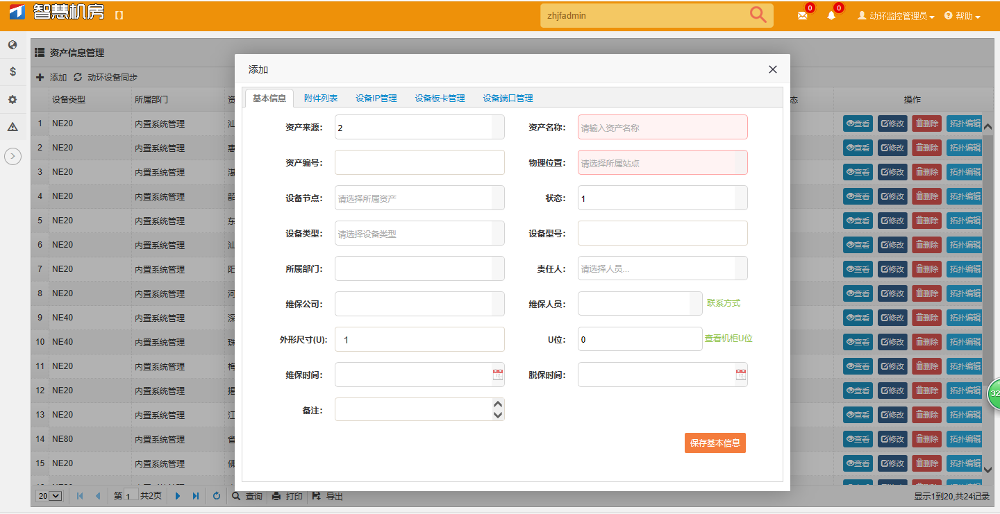 智慧机房 【】 zhjfadmin 0 0 动环监控管理员 帮助
资产信息管理
添加 动环设备同步
设备类型 所属部门 资 态 操作
1 NE20 内置系统管理 汕 查看 修改 删除 拓扑编辑
2 NE20 内置系统管理 惠 查看 修改 删除 拓扑编辑
3 NE20 内置系统管理 湛 查看 修改 删除 拓扑编辑
4 NE20 内置系统管理 韶 查看 修改 删除 拓扑编辑
5 NE20 内置系统管理 东 查看 修改 删除 拓扑编辑
6 NE20 内置系统管理 汕 查看 修改 删除 拓扑编辑
7 NE20 内置系统管理 阳 查看 修改 删除 拓扑编辑
8 NE20 内置系统管理 河 查看 修改 删除 拓扑编辑
9 NE40 内置系统管理 深 查看 修改 删除 拓扑编辑
10 NE40 内置系统管理 珠 查看 修改 删除 拓扑编辑
11 NE20 内置系统管理 梅 查看 修改 删除 拓扑编辑
12 NE20 内置系统管理 揭 查看 修改 删除 拓扑编辑
13 NE20 内置系统管理 江 查看 修改 删除 拓扑编辑
14 NE80 内置系统管理 省 查看 修改 删除 拓扑编辑
15 NE20 内置系统管理 佛 查看 修改 删除 拓扑编辑
添加
基本信息 附件列表 设备IP管理 设备板卡管理 设备端口管理
资产来源: 2 资产名称: 请输入资产名称
资产编号: 物理位置: 请选择所属站点
设备节点: 请选择所属资产 状态: 1
设备类型: 请选择设备类型 设备型号:
所属部门: 责任人: 请选择人员...
维保公司: 维保人员: 联系方式
外形尺寸(U): 1 U位: 0 查看机柜U位
维保时间: 脱保时间:
备注:
保存基本信息
32
20 第 1 共2页 查询 打印 导出 显示1到20,共24记录